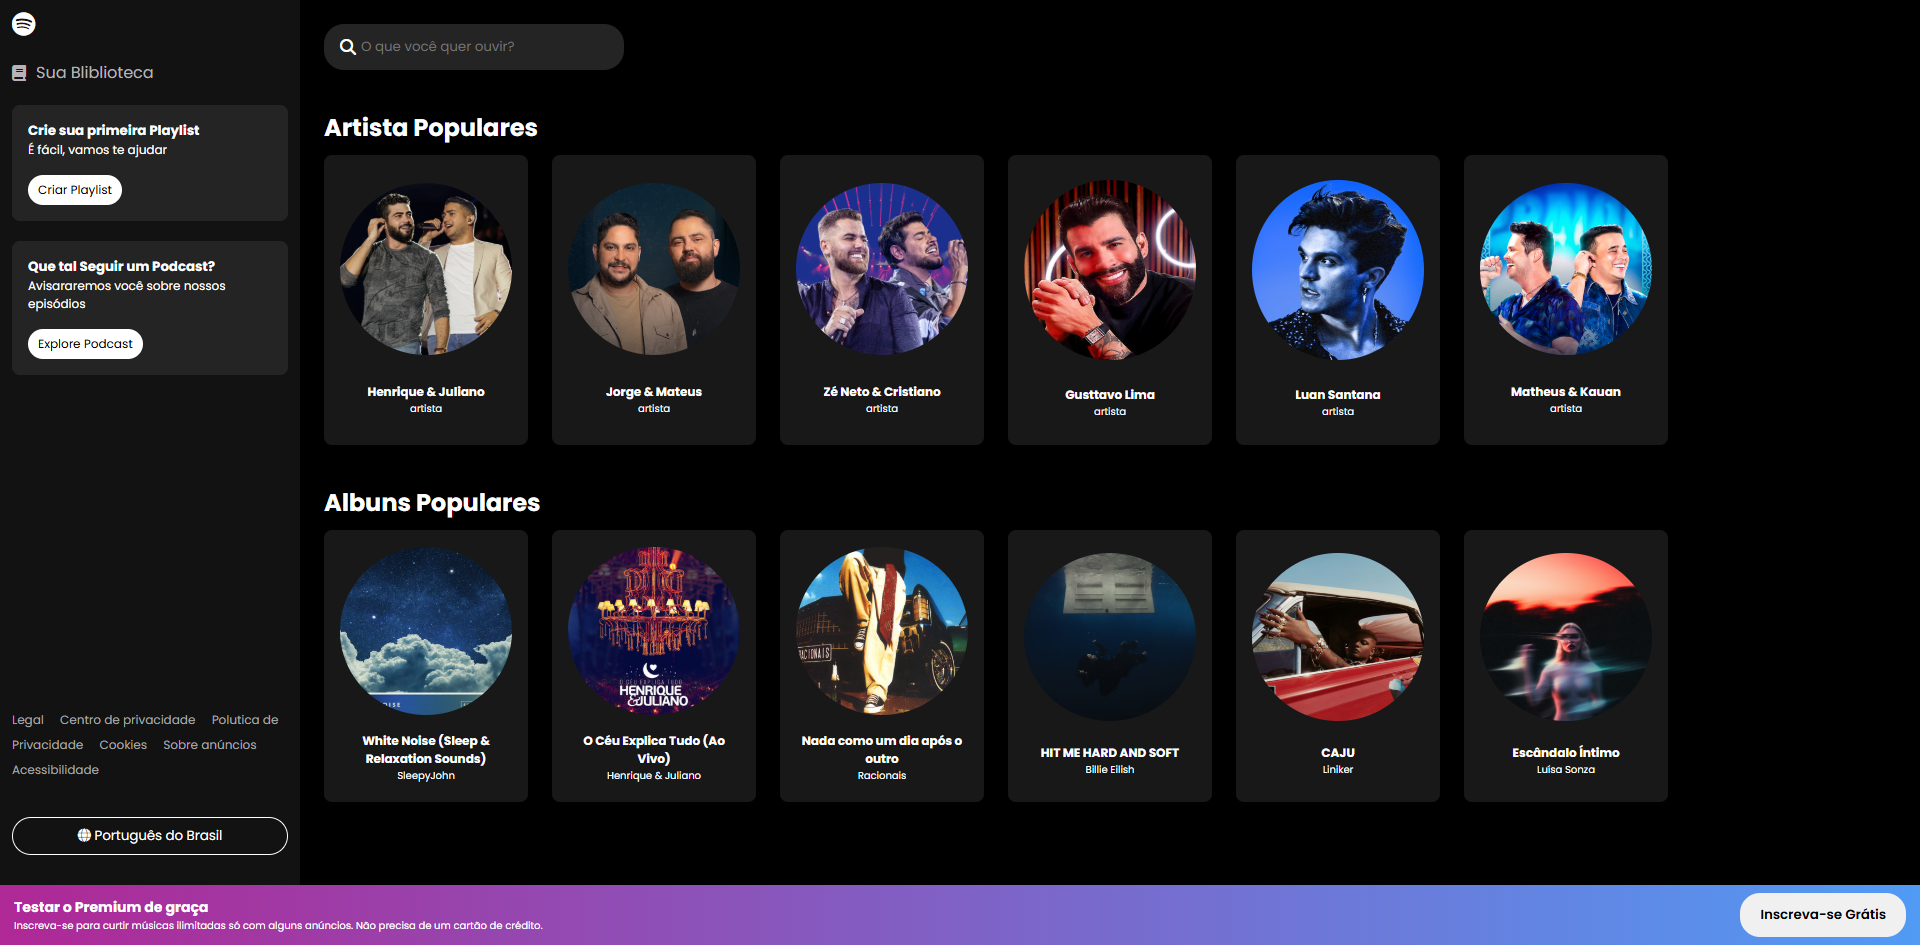 Sua Bliblioteca
Crie sua primeira Playlist
É fácil, vamos te ajudar
Criar Playlist
Que tal Seguir um Podcast?
Avisararemos você sobre nossos
episódios
Explore Podcast
Legal Centro de privacidade Polutica de
Privacidade Cookies Sobre anúncios
Acessibilidade
Português do Brasil
O que você quer ouvir?
Artista Populares
Henrique & Juliano
artista
Jorge & Mateus
artista
Zé Neto & Cristiano
artista
Gusttavo Lima
artista
Luan Santana
artista
Matheus & Kauan
artista
Albuns Populares
White Noise (Sleep &
Relaxation Sounds)
SleepyJohn
O CÉU EXPLICA TUDO
HENRIQUE
&JULIANO
O Céu Explica Tudo (Ao
Vivo)
Henrique & Juliano
RACIONAIS
Nada como um dia após o
outro
Racionais
HIT ME HARD AND SOFT
Billie Eilish
CAJU
Liniker
Escândalo Íntimo
Luísa Sonza
Testar o Premium de graça
Inscreva-se para curtir músicas ilimitadas só com alguns anúncios. Não precisa de um cartão de crédito.
Inscreva-se Grátis